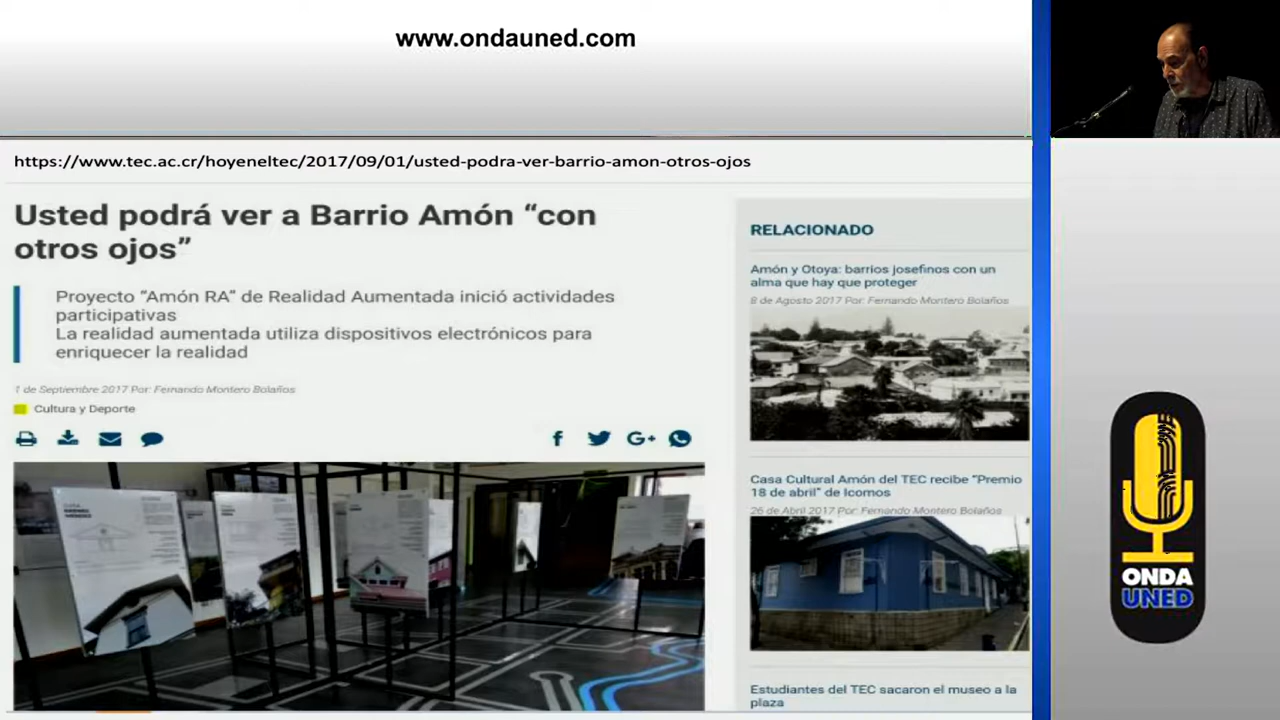 www.ondauned.com
https://www.tec.ac.cr/hoyeneltec/2017/09/01/usted-podra-ver-barrio-amon-otros-ojos
Usted podrá ver a Barrio Amón “con
otros ojos”
Proyecto “Amón RA” de Realidad Aumentada inició actividades
participativas
La realidad aumentada utiliza dispositivos electrónicos para
enriquecer la realidad
1 de Septiembre 2017 Por: Fernando Montero Bolaños
Cultura y Deporte
RELACIONADO
Amón y Otoya: barrios josefinos con un
alma que hay que proteger
8 de Agosto 2017 Por: Fernando Montero Bolaños
Casa Cultural Amón del TEC recibe “Premio
18 de abril” de Icomos
26 de Abril 2017 Por: Fernando Montero Bolaños
Estudiantes del TEC sacaron el museo a la
plaza
ONDA
UNED